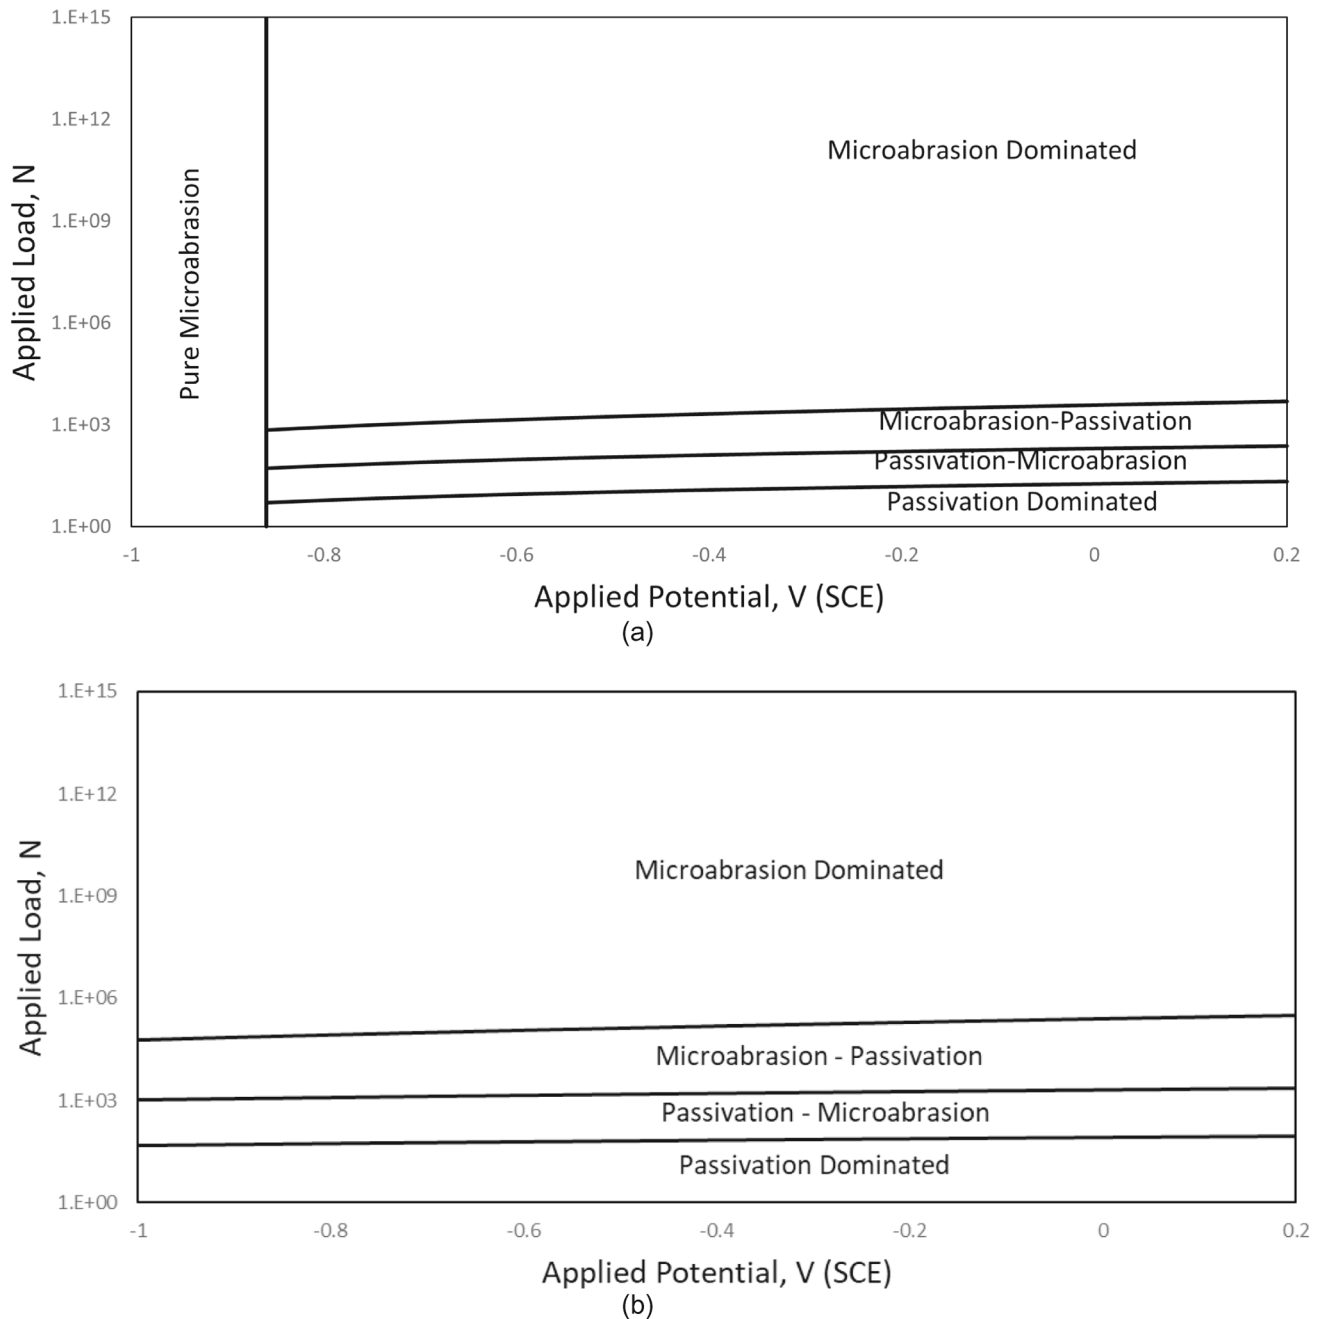 1.E+15
1.E+12
1.E+09
1.E+06
1.E+03
1.E+00
Applied Load, N
Pure Microabrasion
Microabrasion Dominated
Microabrasion-Passivation
Passivation-Microabrasion
Passivation Dominated
-1 -0.8 -0.6 -0.4 -0.2 0 0.2
Applied Potential, V (SCE)
(a)
1.E+15
1.E+12
1.E+09
1.E+06
1.E+03
1.E+00
Applied Load, N
Microabrasion Dominated
Microabrasion - Passivation
Passivation - Microabrasion
Passivation Dominated
-1 -0.8 -0.6 -0.4 -0.2 0 0.2
Applied Potential, V (SCE)
(b)